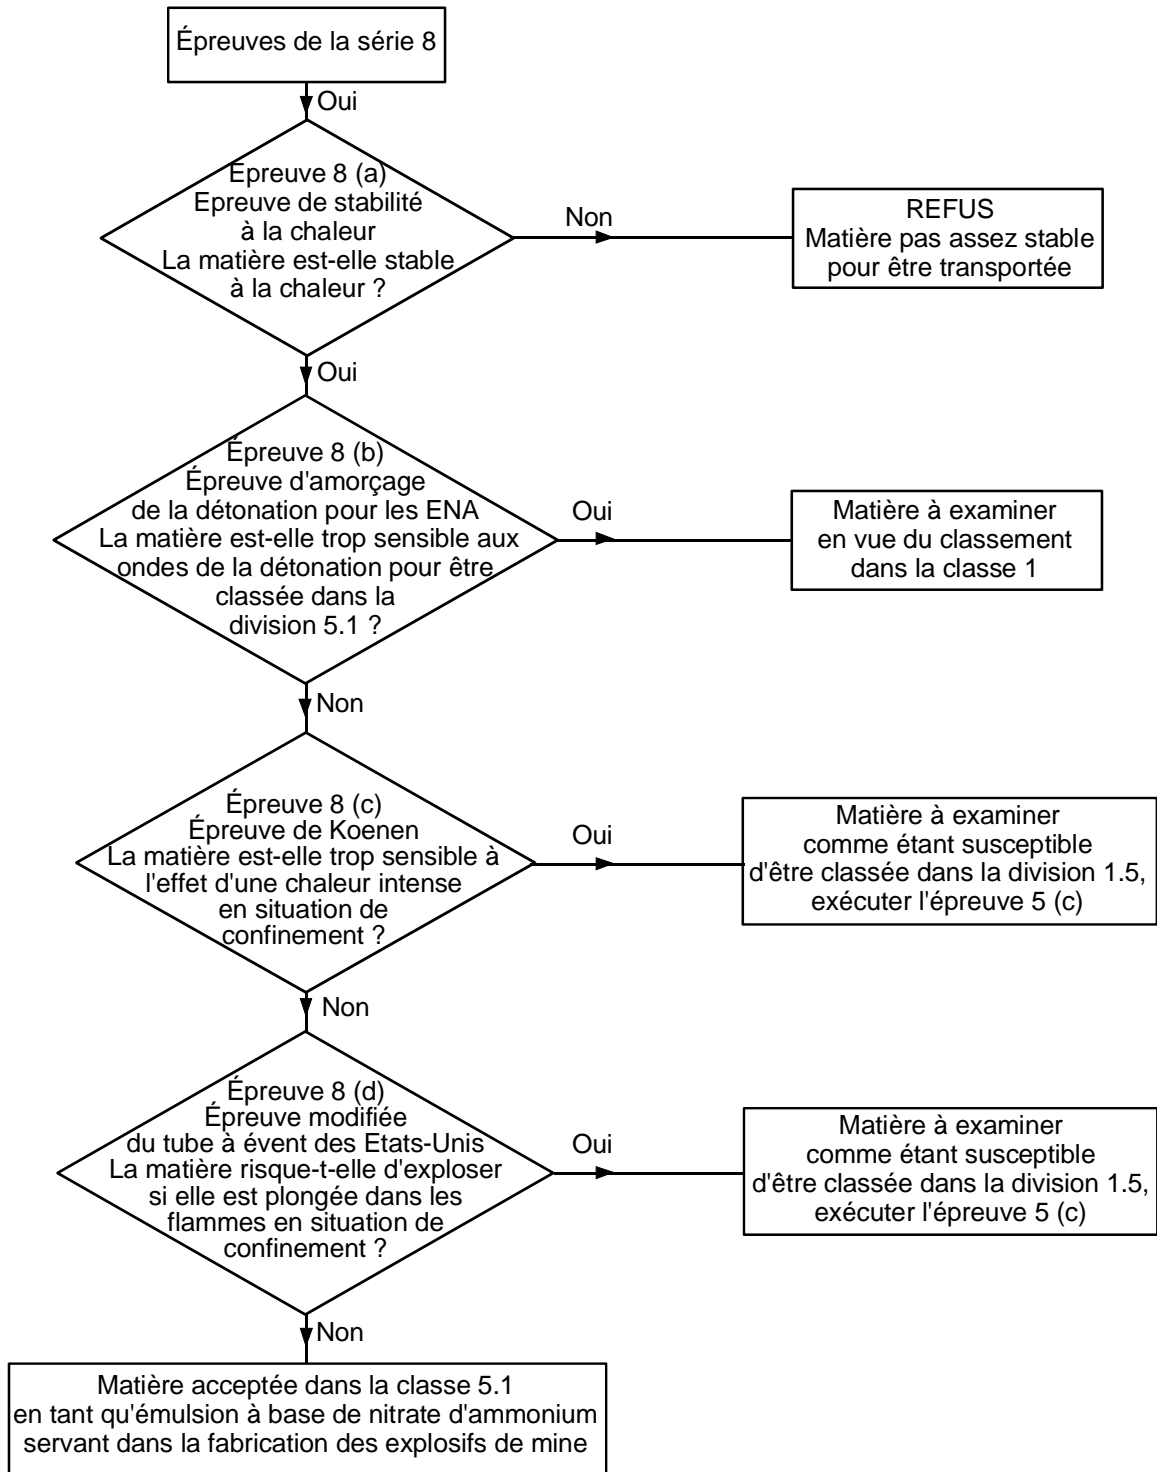 Épreuves de la série 8
Oui
Épreuve 8 (a)
Epreuve de stabilité
à la chaleur
La matière est-elle stable
à la chaleur ?
Non
REFUS
Matière pas assez stable
pour être transportée
Oui
Épreuve 8 (b)
Épreuve d'amorçage
de la détonation pour les ENA
La matière est-elle trop sensible aux
ondes de la détonation pour être
classée dans la
division 5.1 ?
Oui
Matière à examiner
en vue du classement
dans la classe 1
Non
Épreuve 8 (c)
Épreuve de Koenen
La matière est-elle trop sensible à
l'effet d'une chaleur intense
en situation de
confinement ?
Oui
Matière à examiner
comme étant susceptible
d'être classée dans la division 1.5,
exécuter l'épreuve 5 (c)
Non
Épreuve 8 (d)
Épreuve modifiée
du tube à évent des Etats-Unis
La matière risque-t-elle d'exploser
si elle est plongée dans les
flammes en situation de
confinement ?
Oui
Matière à examiner
comme étant susceptible
d'être classée dans la division 1.5,
exécuter l'épreuve 5 (c)
Non
Matière acceptée dans la classe 5.1
en tant qu'émulsion à base de nitrate d'ammonium
servant dans la fabrication des explosifs de mine